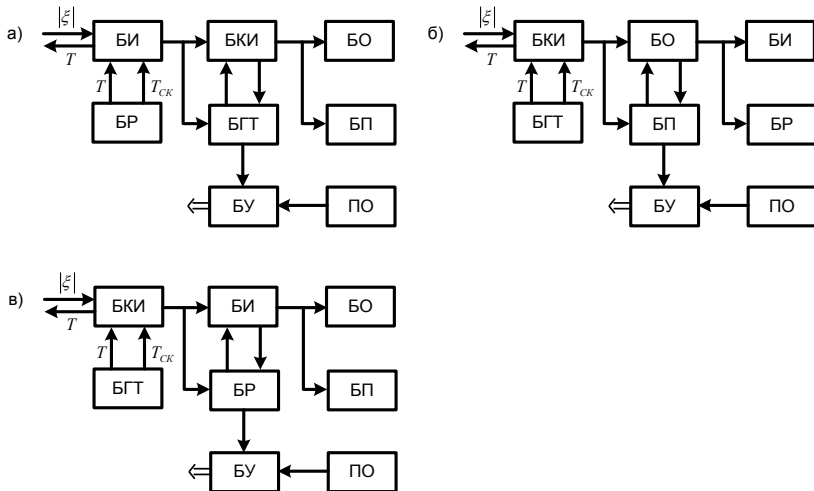 а)
|ξ|
T
БИ
БКИ
БО
T
T_СК
БР
БГТ
БП
БУ
ПО
б)
|ξ|
T
БКИ
БО
БИ
T
T_СК
БГТ
БП
БР
БУ
ПО
в)
|ξ|
T
БКИ
БИ
БО
T
T_СК
БГТ
БР
БП
БУ
ПО